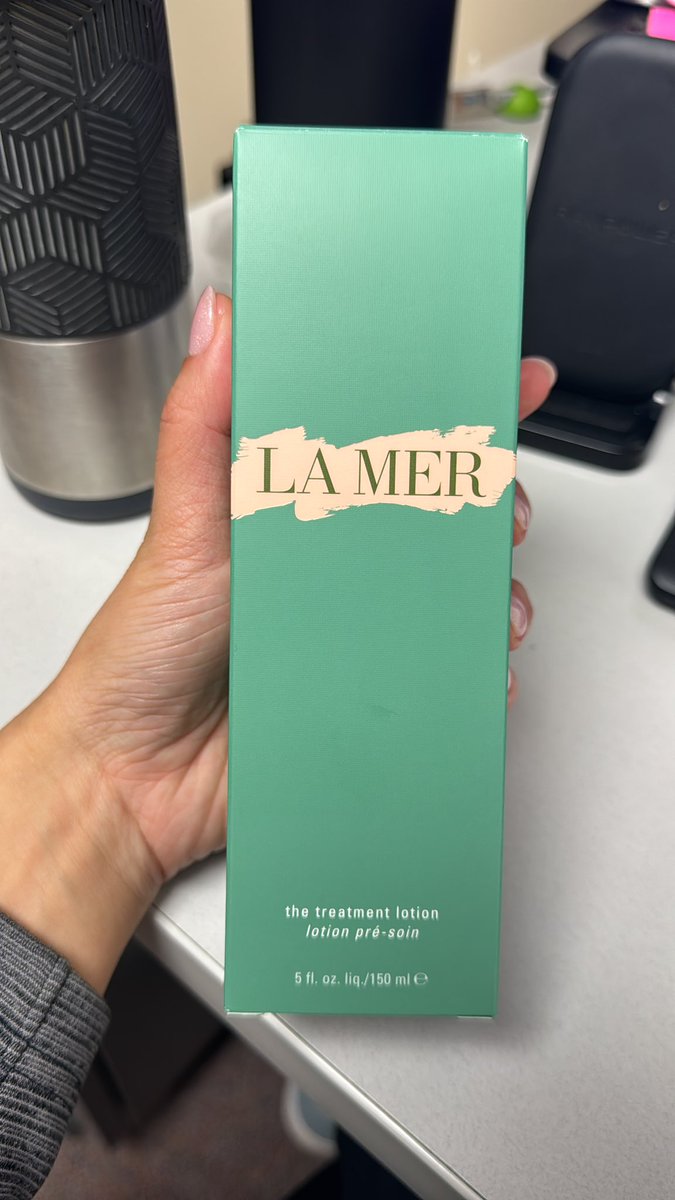 LA MER
the treatment lotion
lotion pré-soin
5 fl. oz. liq./150 ml ℮